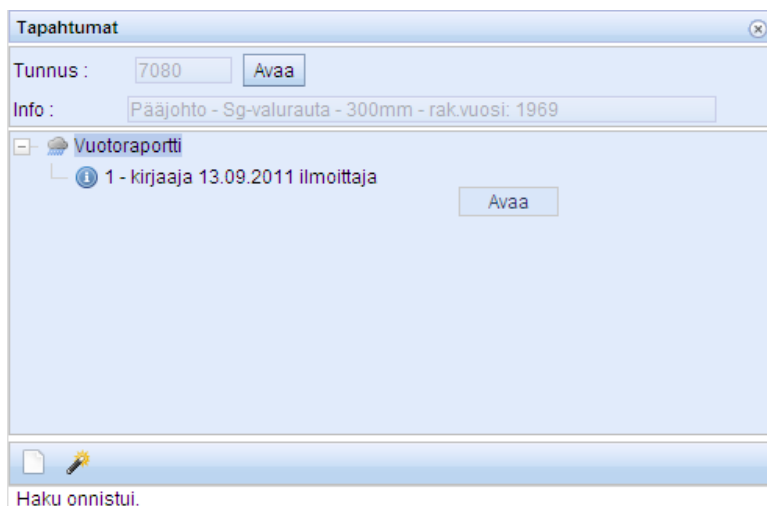 Tapahtumat
Tunnus : 7080 Avaa
Info : Pääjohto - Sg-valurauta - 300mm - rak.vuosi: 1969
Vuotoraportti
1 - kirjaaja 13.09.2011 ilmoittaja
Avaa
Haku onnistui.